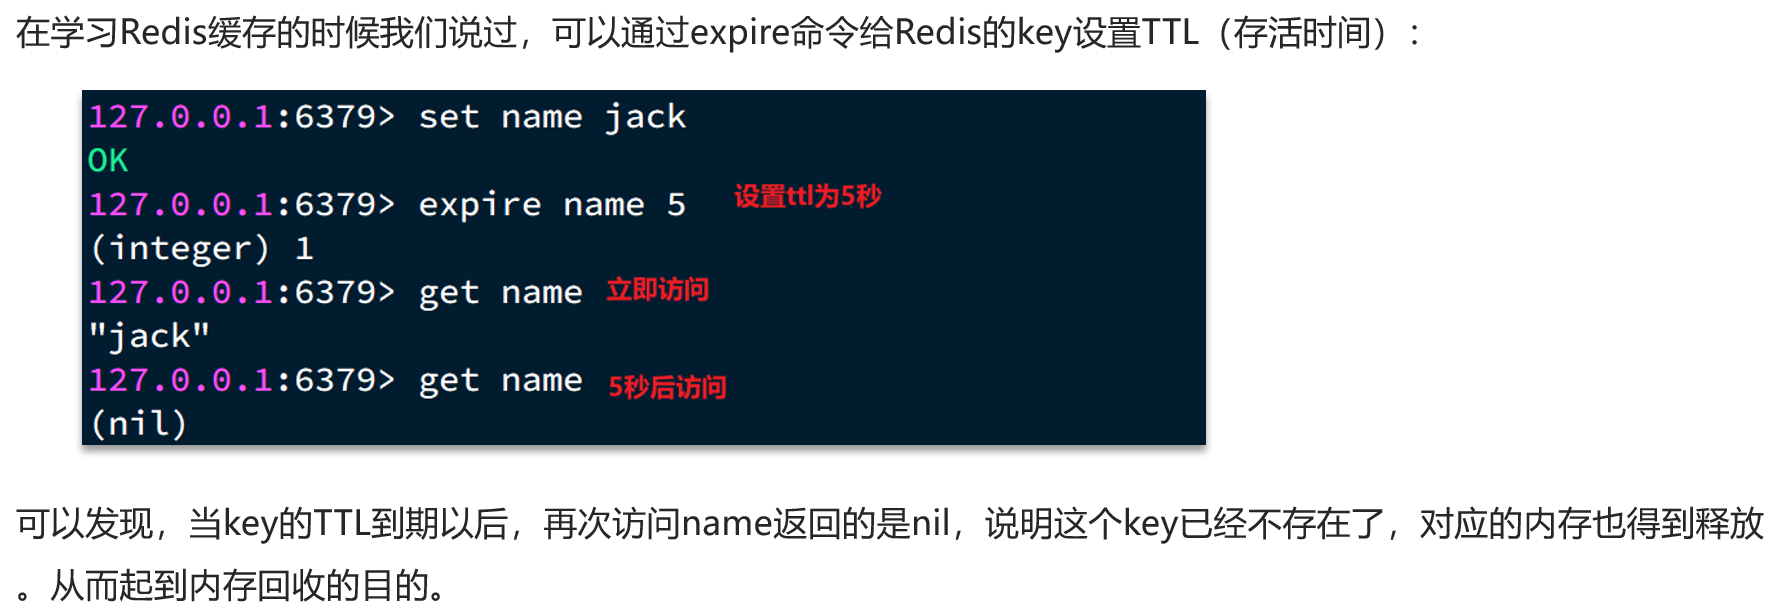 在学习Redis缓存的时候我们说过，可以通过expire命令给Redis的key设置TTL（存活时间）：
127.0.0.1:6379> set name jack
OK
127.0.0.1:6379> expire name 5 设置ttl为5秒
(integer) 1
127.0.0.1:6379> get name 立即访问
"jack"
127.0.0.1:6379> get name 5秒后访问
(nil)
可以发现，当key的TTL到期以后，再次访问name返回的是nil，说明这个key已经不存在了，对应的内存也得到释放
。从而起到内存回收的目的。